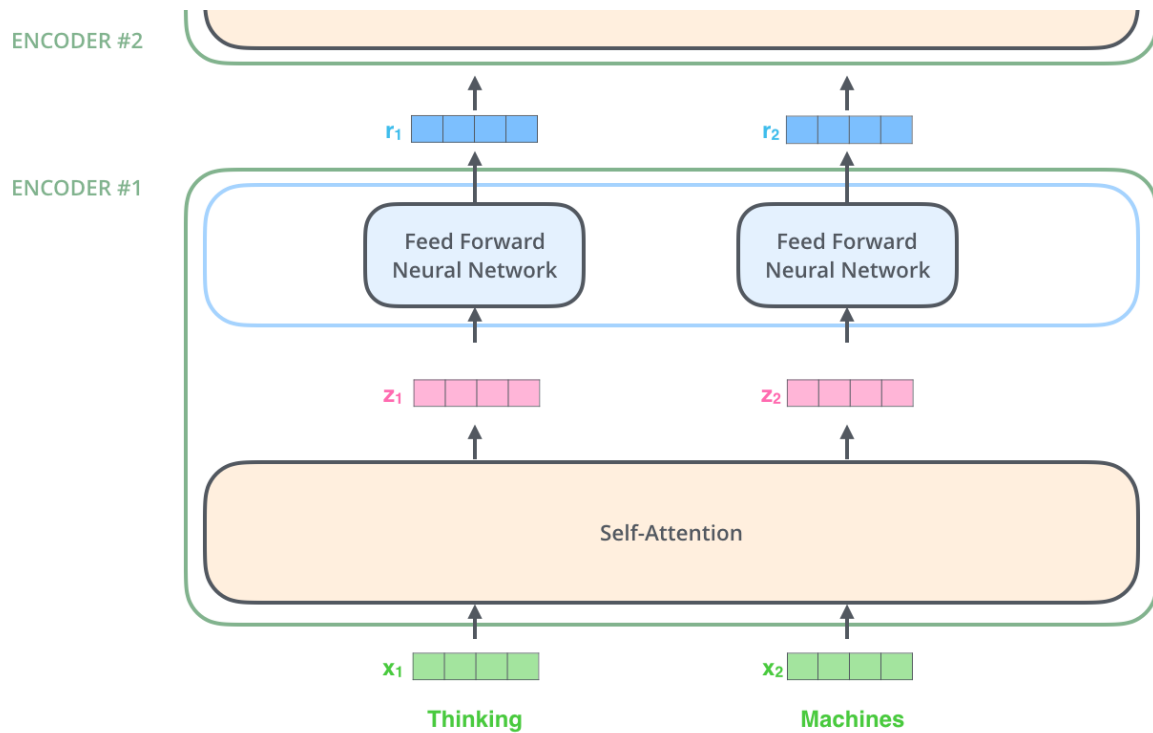 ENCODER #2
r₁
r₂
ENCODER #1
Feed Forward
Neural Network
Feed Forward
Neural Network
z₁
z₂
Self-Attention
x₁
x₂
Thinking
Machines